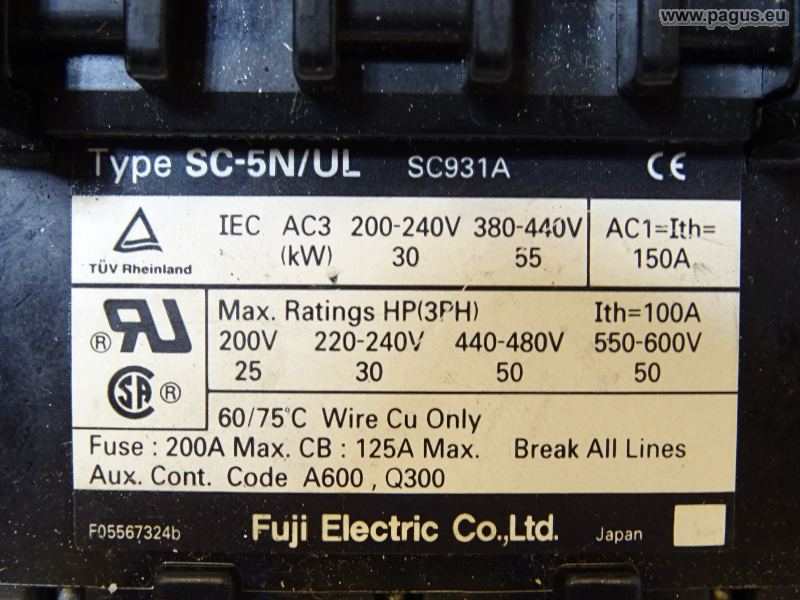 www.pagus.eu
Type SC-5N/UL SC931A CE
IEC AC3 200-240V 380-440V AC1=Ith=
(kW) 30 55 150A
TÜV Rheinland
Max. Ratings HP(3PH) Ith=100A
200V 220-240V 440-480V 550-600V
25 30 50 50
® RU
SA ®
60/75°C Wire Cu Only
Fuse : 200A Max. CB : 125A Max. Break All Lines
Aux. Cont. Code A600 , Q300
F05567324b Fuji Electric Co.,Ltd. Japan